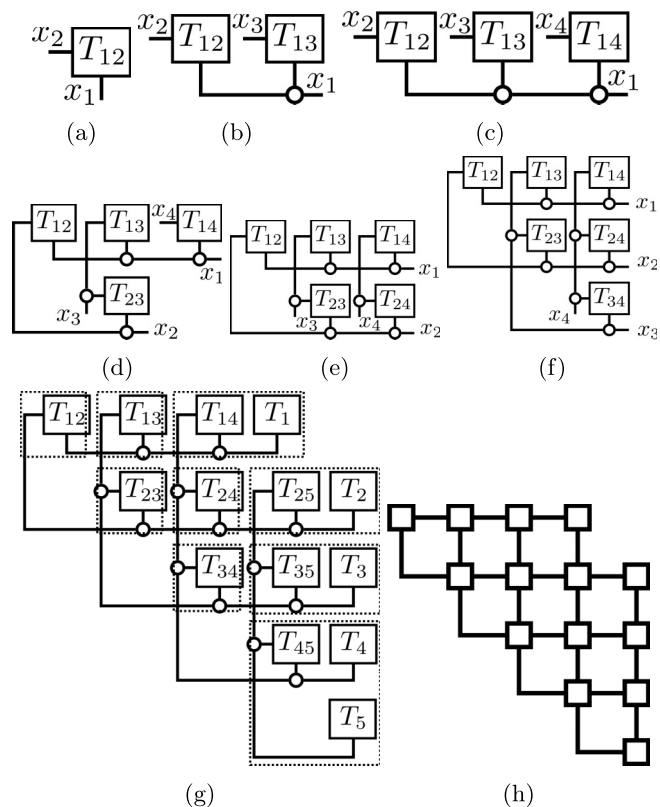 x₂ T₁₂ x₁
(a)
x₂ T₁₂ x₃ T₁₃ x₁
(b)
x₂ T₁₂ x₃ T₁₃ x₄ T₁₄ x₁
(c)
T₁₂ T₁₃ x₄ T₁₄
x₁
T₂₃
x₃
x₂
(d)
T₁₂ T₁₃ T₁₄
x₁
T₂₃ T₂₄
x₃ x₄
x₂
(e)
T₁₂ T₁₃ T₁₄
x₁
T₂₃ T₂₄
x₂
T₃₄
x₄
x₃
(f)
T₁₂ T₁₃ T₁₄ T₁
T₂₃ T₂₄ T₂₅ T₂
T₃₄ T₃₅ T₃
T₄₅ T₄
T₅
(g)
(h)